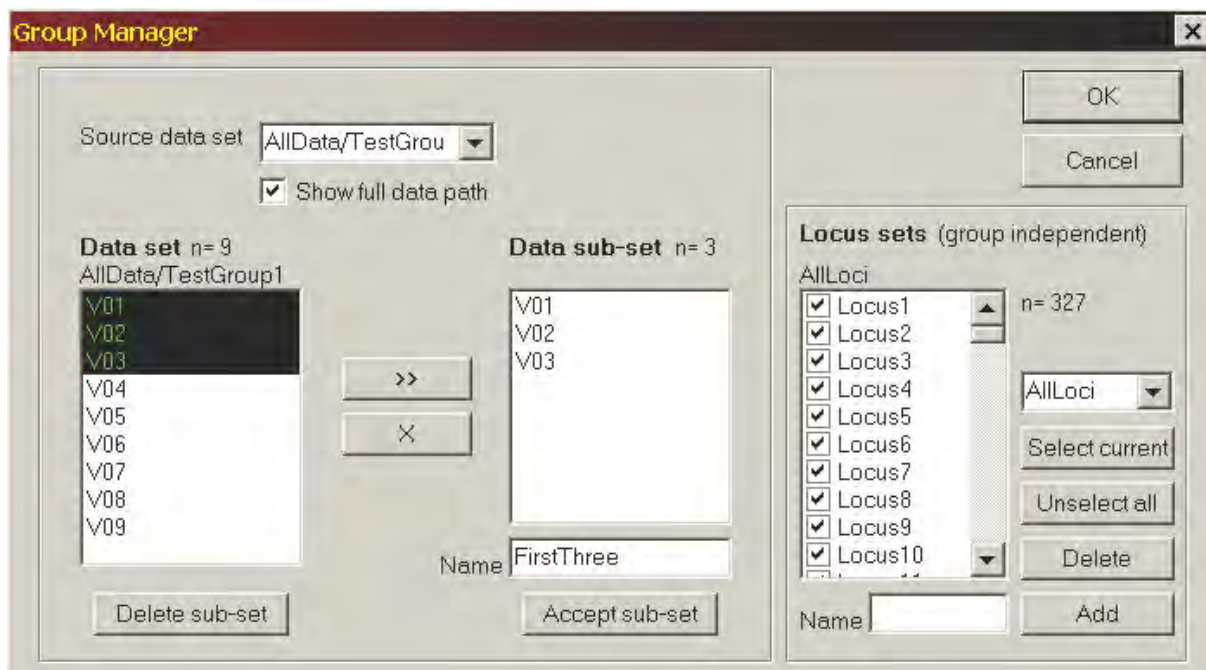 Group Manager
Source data set AllData/TestGrou
Show full data path
Data set n= 9
AllData/TestGroup1
V01
V02
V03
V04
V05
V06
V07
V08
V09
>>
X
Data sub-set n= 3
V01
V02
V03
Name FirstThree
Delete sub-set
Accept sub-set
OK
Cancel
Locus sets (group independent)
AllLoci
Locus1
Locus2
Locus3
Locus4
Locus5
Locus6
Locus7
Locus8
Locus9
Locus10
n= 327
AllLoci
Select current
Unselect all
Delete
Name
Add